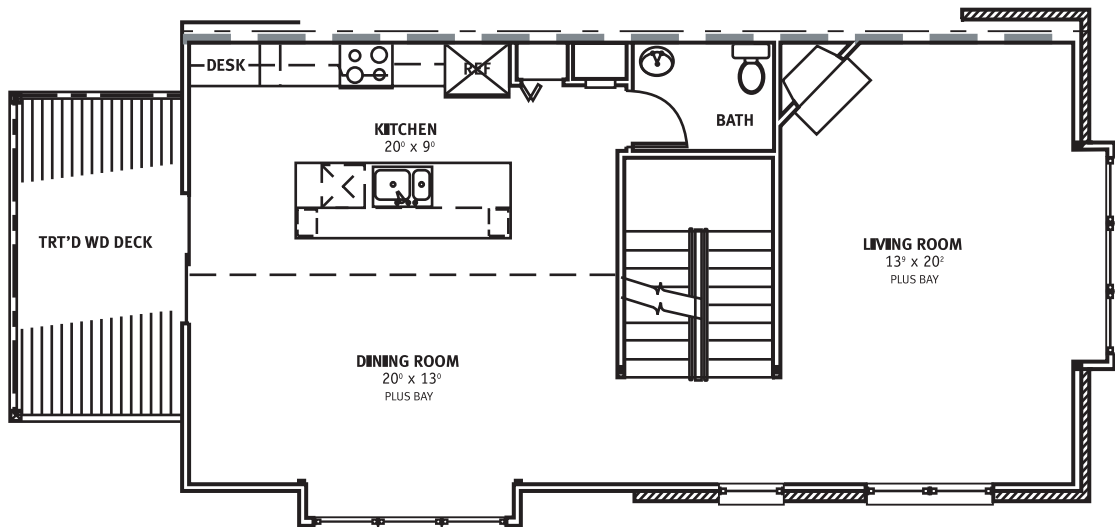 DESK
REF
KITCHEN
20⁰ x 9⁰
BATH
TRT'D WD DECK
LIVING ROOM
13⁹ x 20²
PLUS BAY
DINING ROOM
20⁰ x 13⁰
PLUS BAY